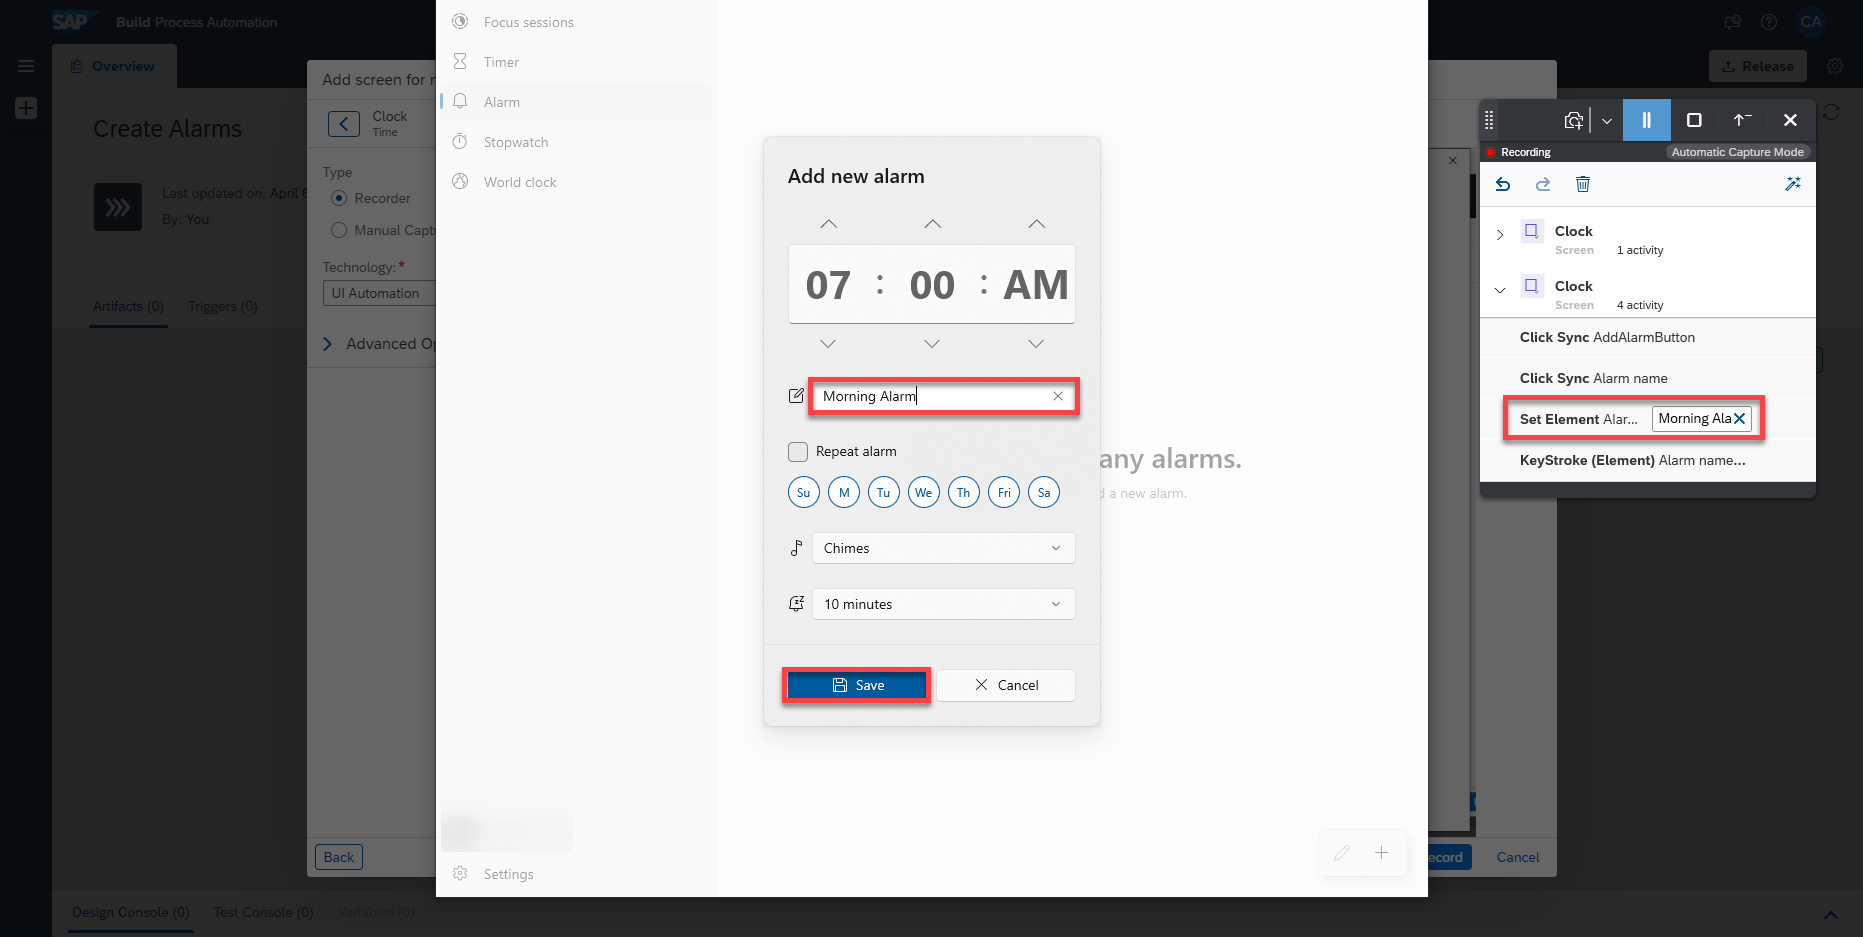 SAP Build Process Automation
CA
Overview
Release
Create Alarms
Last updated on: April 6
By: You
Artifacts (0) Triggers (0)
Add screen for
Clock
Time
Type
Recorder
Manual Capt
Technology:*
UI Automation
Advanced Op
Back
Record
Cancel
Focus sessions
Timer
Alarm
Stopwatch
World clock
Settings
any alarms.
d a new alarm.
Add new alarm
07 : 00 : AM
Morning Alarm
Repeat alarm
Su M Tu We Th Fri Sa
Chimes
10 minutes
Save Cancel
Recording Automatic Capture Mode
Clock
Screen 1 activity
Clock
Screen 4 activity
Click Sync AddAlarmButton
Click Sync Alarm name
Set Element Alar... Morning Ala
KeyStroke (Element) Alarm name...
Design Console (0) Test Console (0) Variables (0)